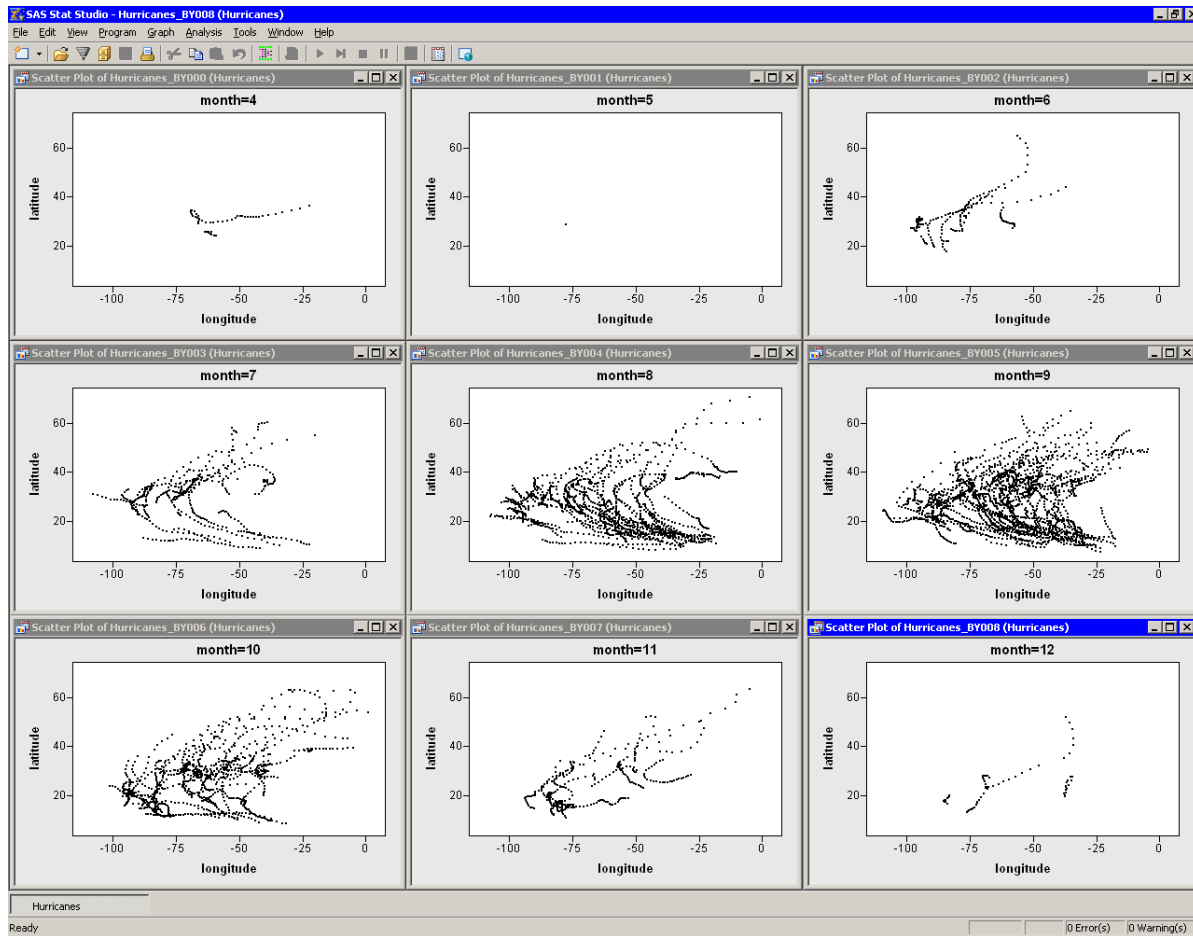 SAS Stat Studio - Hurricanes_BY008 (Hurricanes)
File Edit View Program Graph Analysis Tools Window Help
Scatter Plot of Hurricanes_BY000 (Hurricanes)
month=4
60
40
20
latitude
-100 -75 -50 -25 0
longitude
Scatter Plot of Hurricanes_BY001 (Hurricanes)
month=5
60
40
20
latitude
-100 -75 -50 -25 0
longitude
Scatter Plot of Hurricanes_BY002 (Hurricanes)
month=6
60
40
20
latitude
-100 -75 -50 -25 0
longitude
Scatter Plot of Hurricanes_BY003 (Hurricanes)
month=7
60
40
20
latitude
-100 -75 -50 -25 0
longitude
Scatter Plot of Hurricanes_BY004 (Hurricanes)
month=8
60
40
20
latitude
-100 -75 -50 -25 0
longitude
Scatter Plot of Hurricanes_BY005 (Hurricanes)
month=9
60
40
20
latitude
-100 -75 -50 -25 0
longitude
Scatter Plot of Hurricanes_BY006 (Hurricanes)
month=10
60
40
20
latitude
-100 -75 -50 -25 0
longitude
Scatter Plot of Hurricanes_BY007 (Hurricanes)
month=11
60
40
20
latitude
-100 -75 -50 -25 0
longitude
Scatter Plot of Hurricanes_BY008 (Hurricanes)
month=12
60
40
20
latitude
-100 -75 -50 -25 0
longitude
Hurricanes
Ready 0 Error(s) 0 Warning(s)